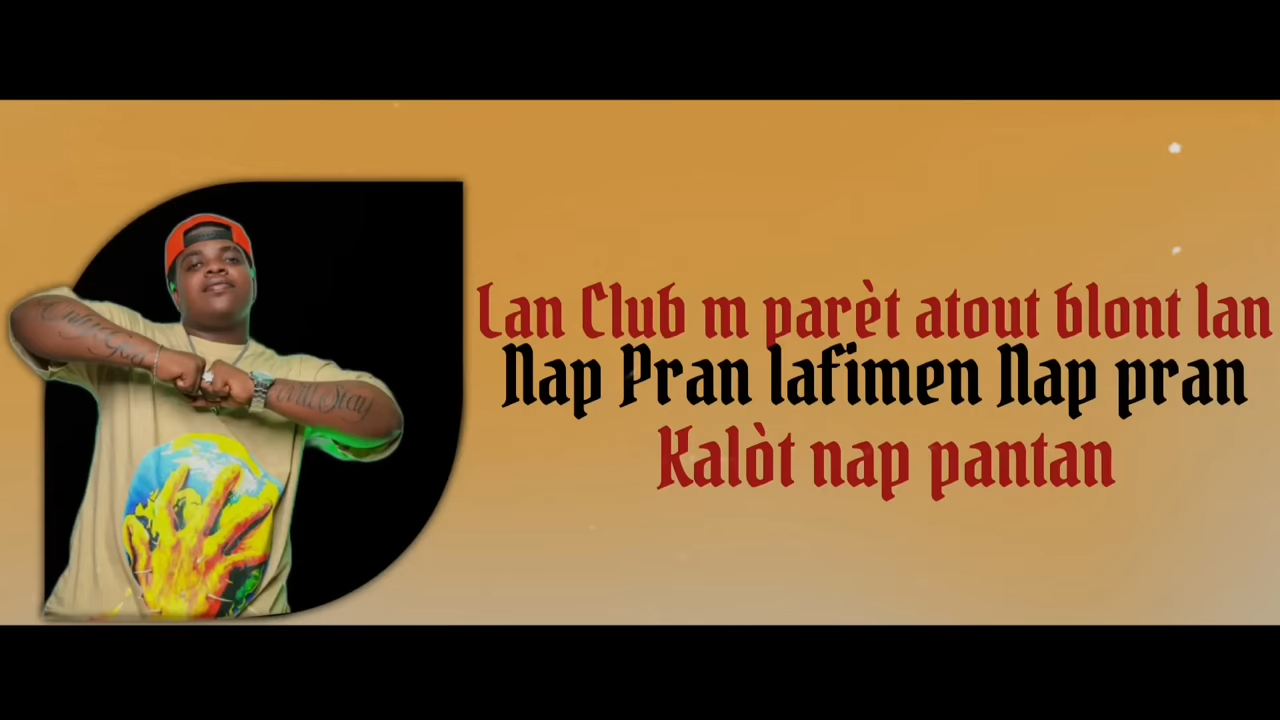 Lan Club m parèt atout blont lan
Nap Pran lafimen Nap pran
Kalòt nap pantan